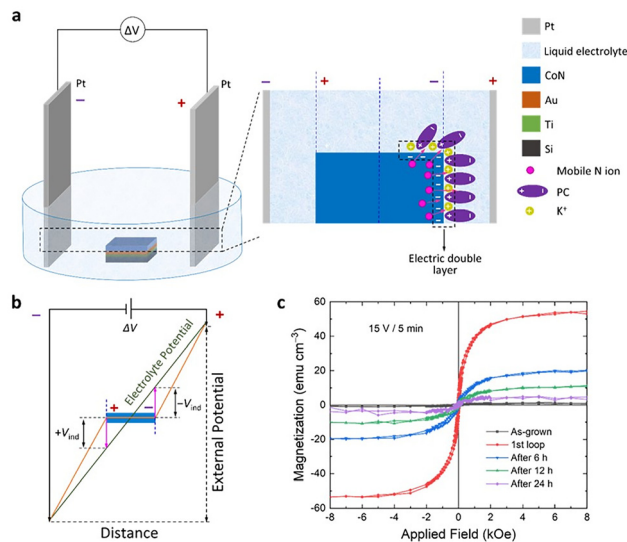 a
ΔV
Pt
Pt
−
+
− + − +
Electric double
layer
Pt
Liquid electrolyte
CoN
Au
Ti
Si
Mobile N ion
PC
K⁺
b
− +
ΔV
Electrolyte Potential
+ −
+V_ind
−V_ind
External Potential
Distance
c
15 V / 5 min
As-grown
1st loop
After 6 h
After 12 h
After 24 h
Magnetization (emu cm⁻³)
60
40
20
0
-20
-40
-60
-8 -6 -4 -2 0 2 4 6 8
Applied Field (kOe)